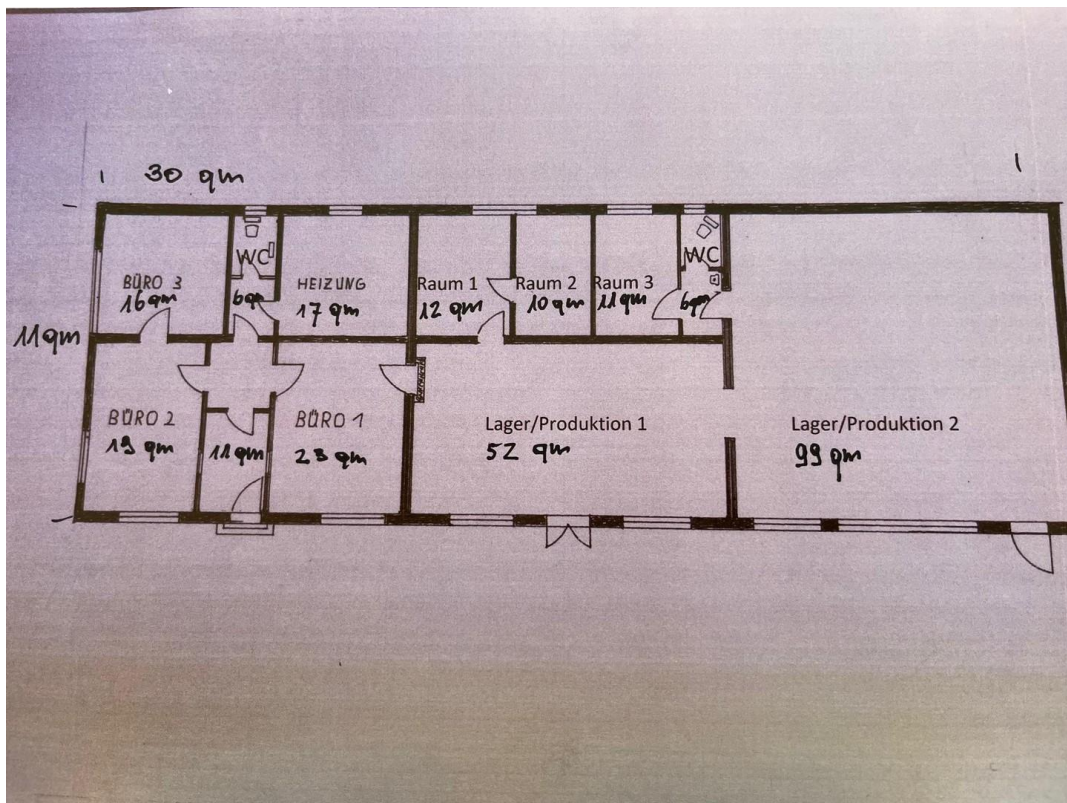 30 qm
WC
WC
BÜRO 3
16 qm
6 qm
HEIZUNG
17 qm
Raum 1
12 qm
Raum 2
10 qm
Raum 3
11 qm
6 qm
11 qm
BÜRO 2
19 qm
11 qm
BÜRO 1
23 qm
Lager/Produktion 1
52 qm
Lager/Produktion 2
99 qm